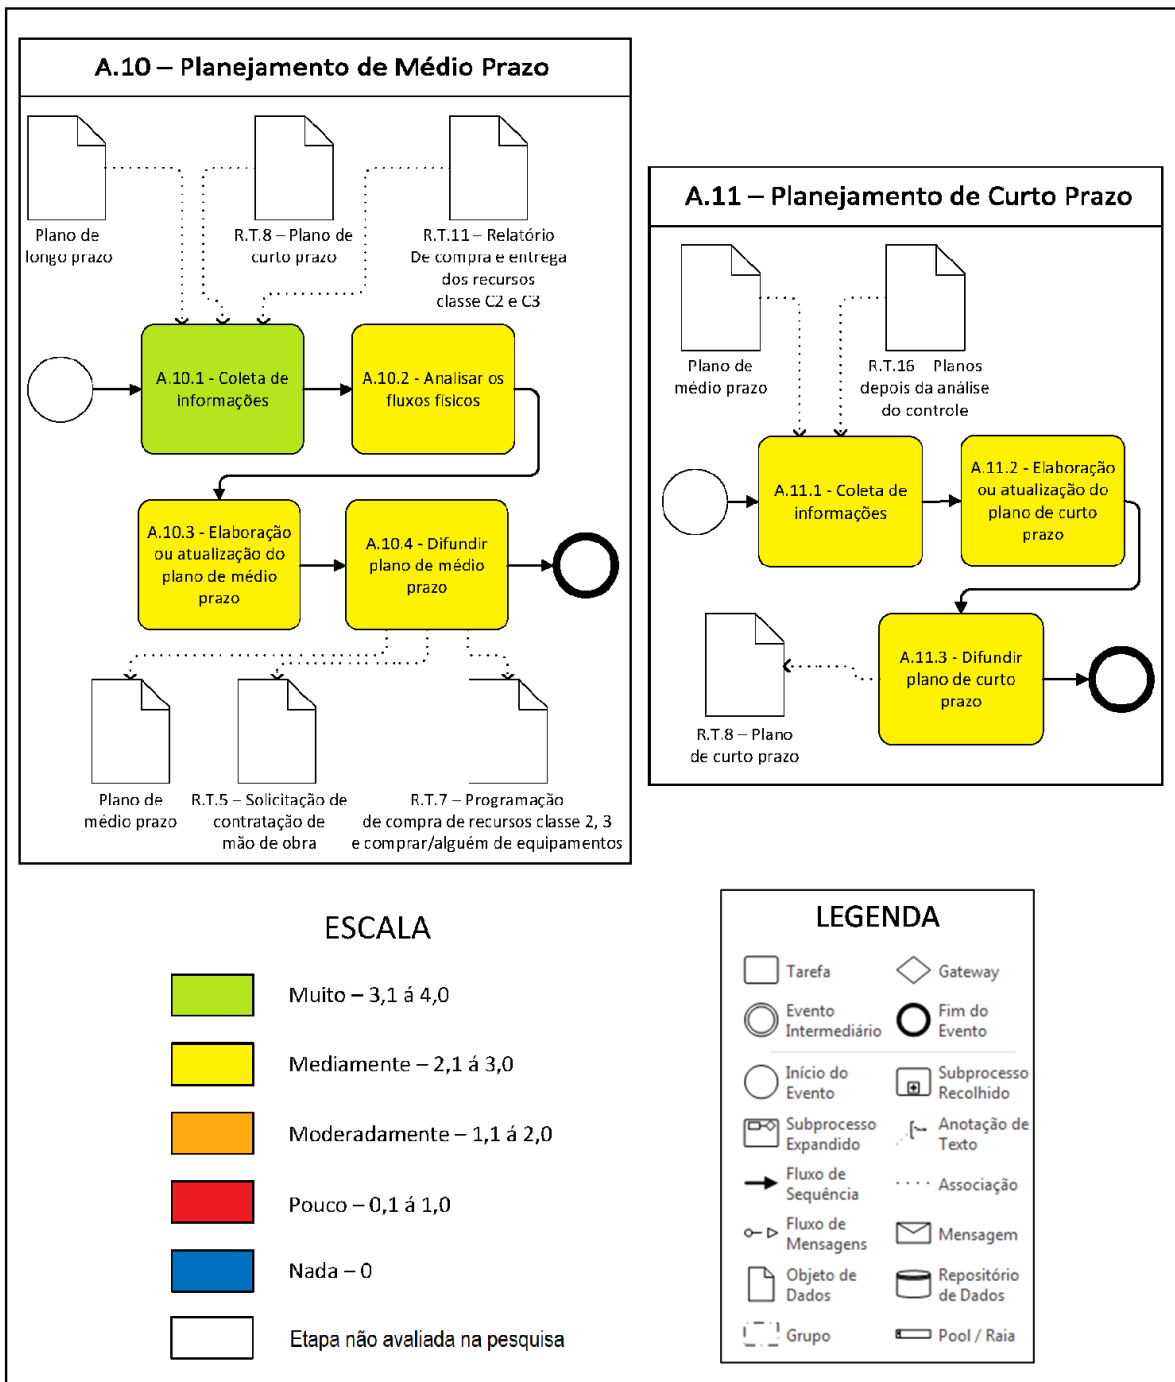 A.10 – Planejamento de Médio Prazo
Plano de
longo prazo
R.T.8 – Plano de
curto prazo
R.T.11 – Relatório
De compra e entrega
dos recursos
classe C2 e C3
A.10.1 - Coleta de
informações
A.10.2 - Analisar os
fluxos físicos
A.10.3 - Elaboração
ou atualização do
plano de médio
prazo
A.10.4 - Difundir
plano de médio
prazo
Plano de
médio prazo
R.T.5 – Solicitação de
contratação de
mão de obra
R.T.7 – Programação
de compra de recursos classe 2, 3
e comprar/alguém de equipamentos
A.11 – Planejamento de Curto Prazo
Plano de
médio prazo
R.T.16 Planos
depois da análise
do controle
A.11.1 - Coleta de
informações
A.11.2 - Elaboração
ou atualização do
plano de curto
prazo
A.11.3 - Difundir
plano de curto
prazo
R.T.8 – Plano
de curto prazo
ESCALA
Muito – 3,1 á 4,0
Mediamente – 2,1 á 3,0
Moderadamente – 1,1 á 2,0
Pouco – 0,1 á 1,0
Nada – 0
Etapa não avaliada na pesquisa
LEGENDA
Tarefa
Gateway
Evento
Intermediário
Fim do
Evento
Início do
Evento
Subprocesso
Recolhido
Subprocesso
Expandido
Anotação de
Texto
Fluxo de
Sequência
Associação
Fluxo de
Mensagens
Mensagem
Objeto de
Dados
Repositório
de Dados
Grupo
Pool / Raia